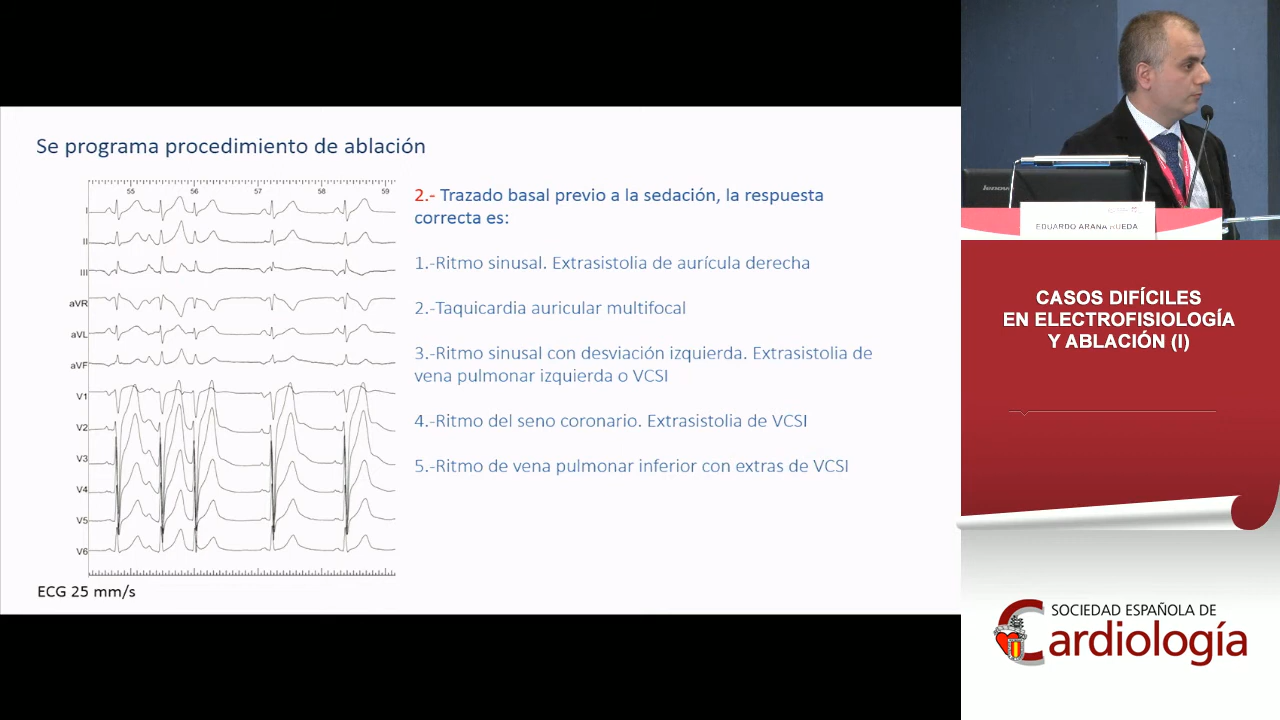 Se programa procedimiento de ablación
55 56 57 58 59
I
II
III
aVR
aVL
aVF
V1
V2
V3
V4
V5
V6
ECG 25 mm/s
2.- Trazado basal previo a la sedación, la respuesta
correcta es:
1.-Ritmo sinusal. Extrasistolia de aurícula derecha
2.-Taquicardia auricular multifocal
3.-Ritmo sinusal con desviación izquierda. Extrasistolia de
vena pulmonar izquierda o VCSI
4.-Ritmo del seno coronario. Extrasistolia de VCSI
5.-Ritmo de vena pulmonar inferior con extras de VCSI
lenovo
EDUARDO ARANA RUEDA
CASOS DIFÍCILES
EN ELECTROFISIOLOGÍA
Y ABLACIÓN (I)
SOCIEDAD ESPAÑOLA DE
Cardiología